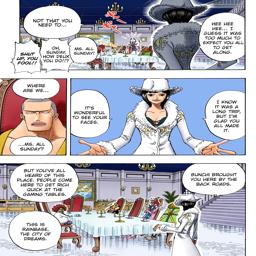 NOT THAT YOU
NEED TO...
HEE HEE
HEE... I
GUESS IT WAS
TOO MUCH TO
EXPECT YOU ALL
TO GET
ALONG.
MS. ALL
SUNDAY!
OH,
SUNDAY,
HOW DEUX
YOU DO!?
SHUT
UP, YOU
FOOL!!
WHERE
ARE WE...
...MS. ALL
SUNDAY?
IT'S
WONDERFUL
TO SEE YOUR
FACES.
I KNOW IT
WAS A LONG
TRIP, BUT
I'M GLAD
YOU ALL
MADE IT.
BUT YOU'VE ALL
HEARD OF THIS
PLACE. PEOPLE COME
HERE TO GET RICH
QUICK AT THE
GAMING TABLES.
BUNCHI BROUGHT
YOU HERE BY THE
BACK ROADS.
THIS IS
RAINBASE,
THE CITY OF
DREAMS.